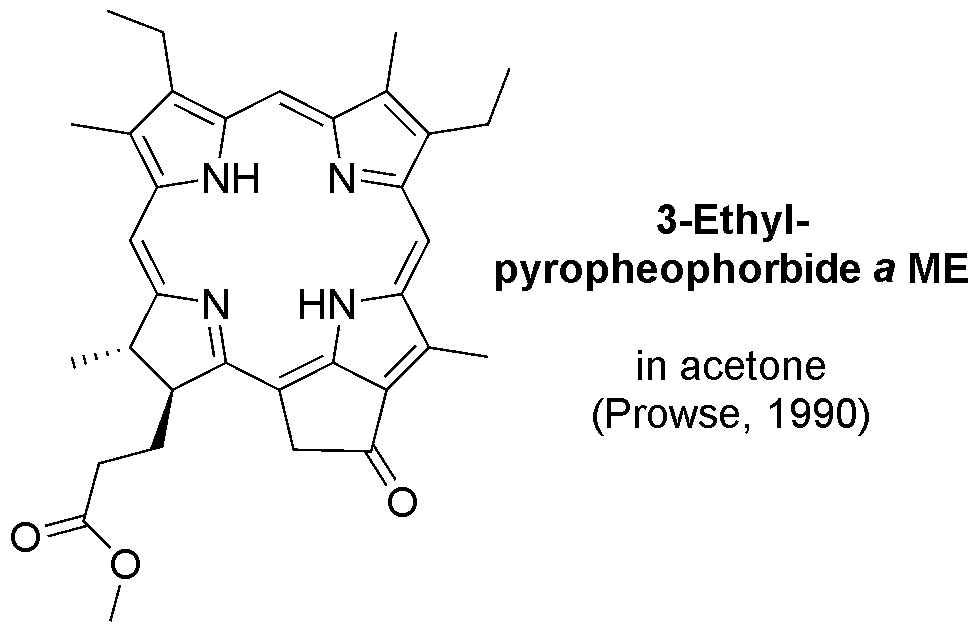 NH
N
3-Ethyl-
pyropheophorbide a ME
N
HN
in acetone
(Prowse, 1990)
O
O
O